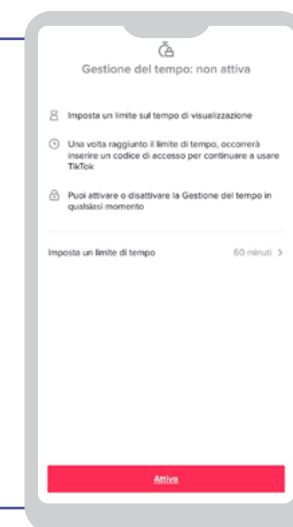 Gestione del tempo: non attiva
Imposta un limite sul tempo di visualizzazione
Una volta raggiunto il limite di tempo, occorrerà
inserire un codice di accesso per continuare a usare
TikTok
Puoi attivare o disattivare la Gestione del tempo in
qualsiasi momento
Imposta un limite di tempo 60 minuti >
Attiva